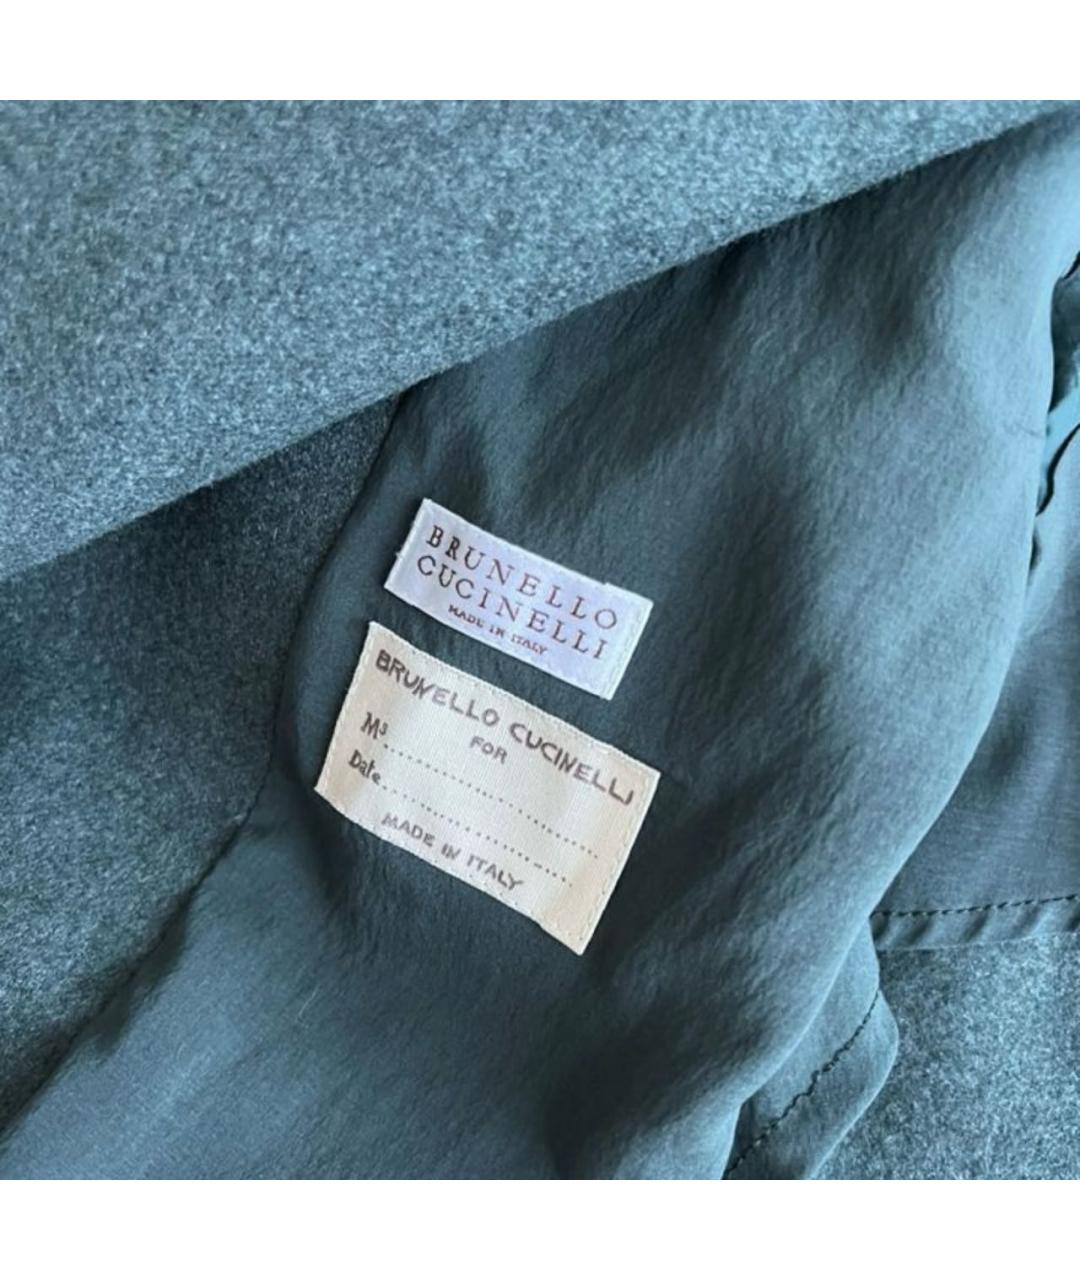 BRUNELLO
CUCINELLI
MADE IN ITALY
BRUNELLO CUCINELLI
FOR
Ms
Date
MADE IN ITALY